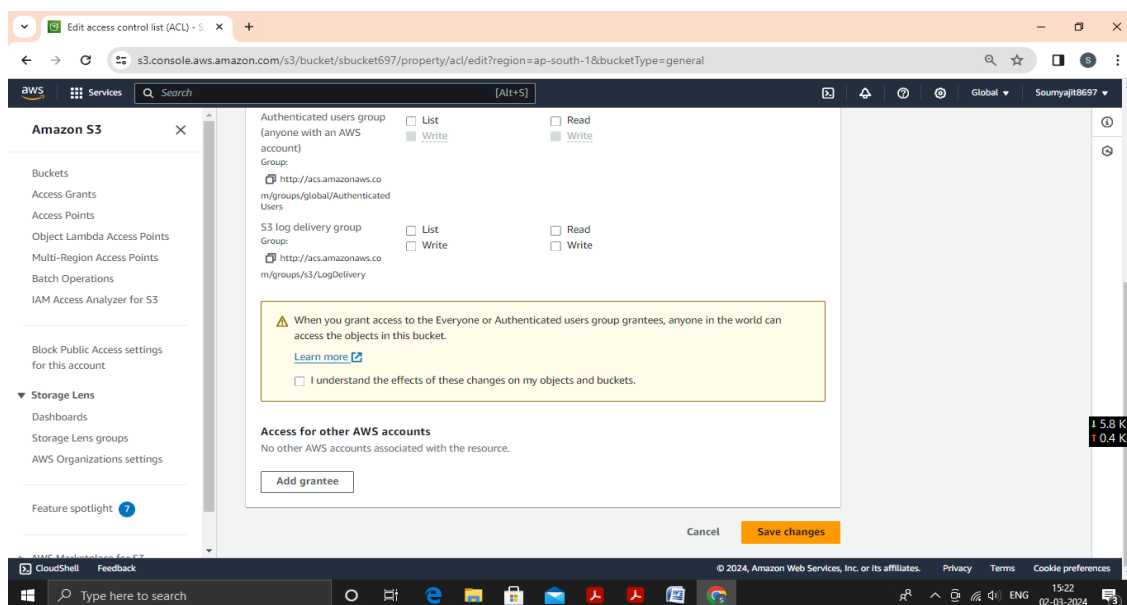 Edit access control list (ACL) - S
s3.console.aws.amazon.com/s3/bucket/sbucket697/property/acl/edit?region=ap-south-1&bucketType=general
S
aws Services Search [Alt+S] Global Soumyajit8697
Amazon S3
Buckets
Access Grants
Access Points
Object Lambda Access Points
Multi-Region Access Points
Batch Operations
IAM Access Analyzer for S3
Block Public Access settings
for this account
Storage Lens
Dashboards
Storage Lens groups
AWS Organizations settings
Feature spotlight 7
AWS Marketplace for S3
Authenticated users group
(anyone with an AWS
account)
Group:
http://acs.amazonaws.co
m/groups/global/Authenticated
Users
List Read
Write Write
S3 log delivery group
Group:
http://acs.amazonaws.co
m/groups/s3/LogDelivery
List Read
Write Write
When you grant access to the Everyone or Authenticated users group grantees, anyone in the world can
access the objects in this bucket.
Learn more
I understand the effects of these changes on my objects and buckets.
Access for other AWS accounts
No other AWS accounts associated with the resource.
Add grantee
Cancel Save changes
5.8 K
0.4 K
CloudShell Feedback © 2024, Amazon Web Services, Inc. or its affiliates. Privacy Terms Cookie preferences
Type here to search
ENG
15:22
02-03-2024
3